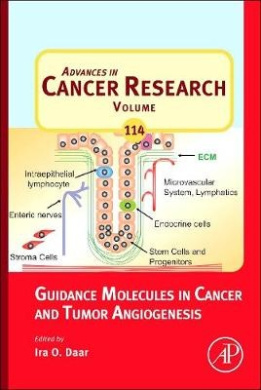 ADVANCES IN
CANCER RESEARCH
VOLUME
114
ECM
Intraepithelial
lymphocyte
Microvascular
System, Lymphatics
Enteric nerves
Endocrine cells
Stem Cells and
Progenitors
Stroma Cells
GUIDANCE MOLECULES IN CANCER
AND TUMOR ANGIOGENESIS
Edited by
Ira O. Daar
AP